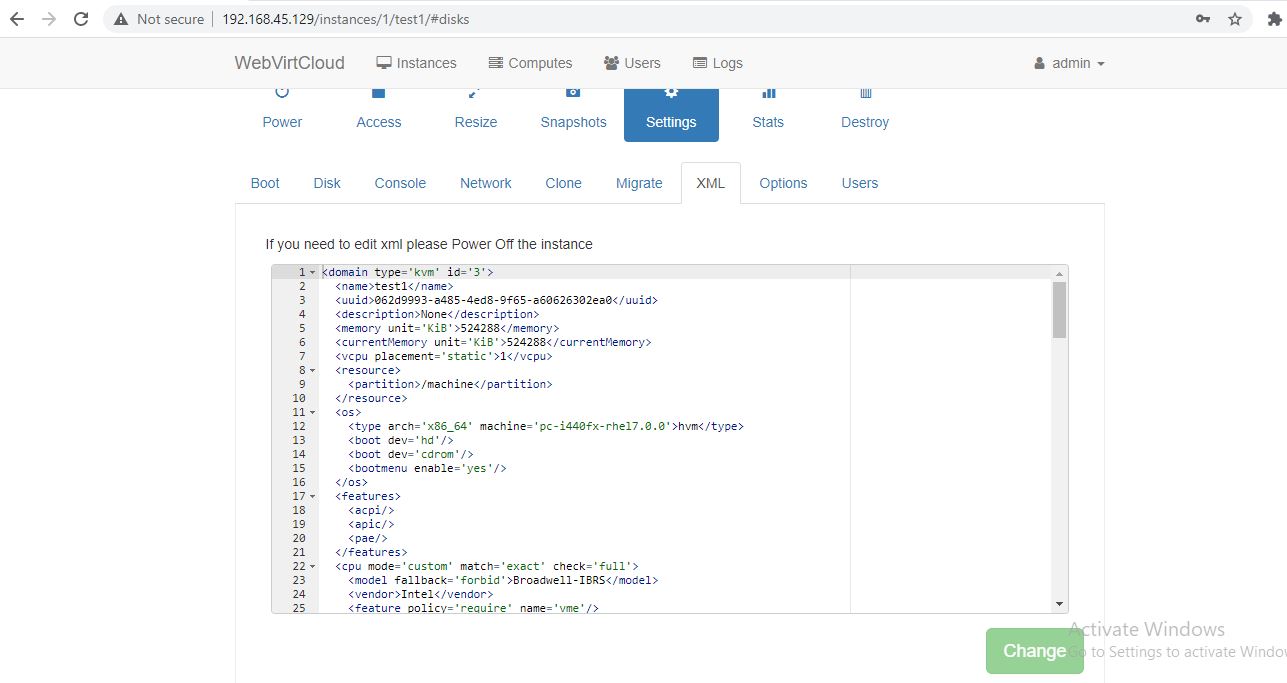 Not secure 192.168.45.129/instances/1/test1/#disks
WebVirtCloud Instances Computes Users Logs admin
Power Access Resize Snapshots Settings Stats Destroy
Boot Disk Console Network Clone Migrate XML Options Users
If you need to edit xml please Power Off the instance
1 <domain type='kvm' id='3'>
2 <name>test1</name>
3 <uuid>062d9993-a485-4ed8-9f65-a60626302ea0</uuid>
4 <description>None</description>
5 <memory unit='KiB'>524288</memory>
6 <currentMemory unit='KiB'>524288</currentMemory>
7 <vcpu placement='static'>1</vcpu>
8 <resource>
9 <partition>/machine</partition>
10 </resource>
11 <os>
12 <type arch='x86_64' machine='pc-i440fx-rhel7.0.0'>hvm</type>
13 <boot dev='hd'/>
14 <boot dev='cdrom'/>
15 <bootmenu enable='yes'/>
16 </os>
17 <features>
18 <acpi/>
19 <apic/>
20 <pae/>
21 </features>
22 <cpu mode='custom' match='exact' check='full'>
23 <model fallback='forbid'>Broadwell-IBRS</model>
24 <vendor>Intel</vendor>
25 <feature policy='require' name='vme'/>
Activate Windows
Change
Go to Settings to activate Windo